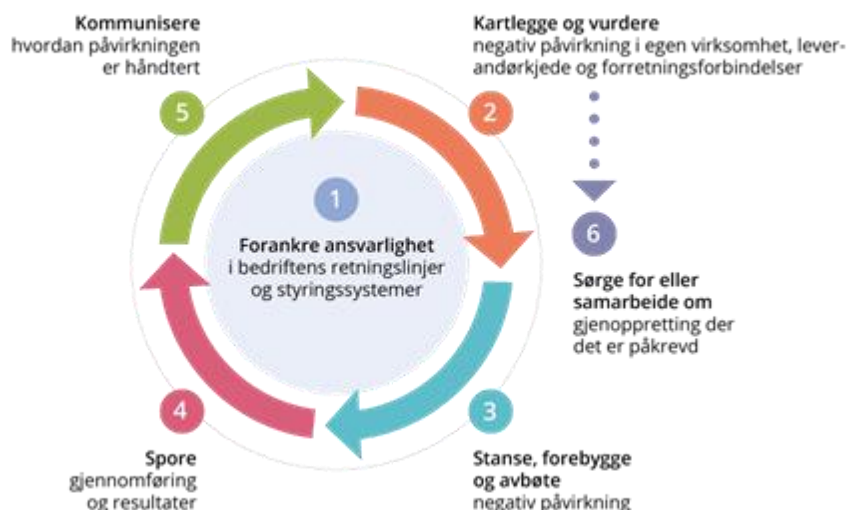 Kommunisere
hvordan påvirkningen
er håndtert
5
Kartlegge og vurdere
negativ påvirkning i egen virksomhet, lever-
andørkjede og forretningsforbindelser
2
1
Forankre ansvarlighet
i bedriftens retningslinjer
og styringssystemer
6
Sørge for eller
samarbeide om
gjenoppretting der
det er påkrevd
4
Spore
gjennomføring
og resultater
3
Stanse, forebygge
og avbøte
negativ påvirkning